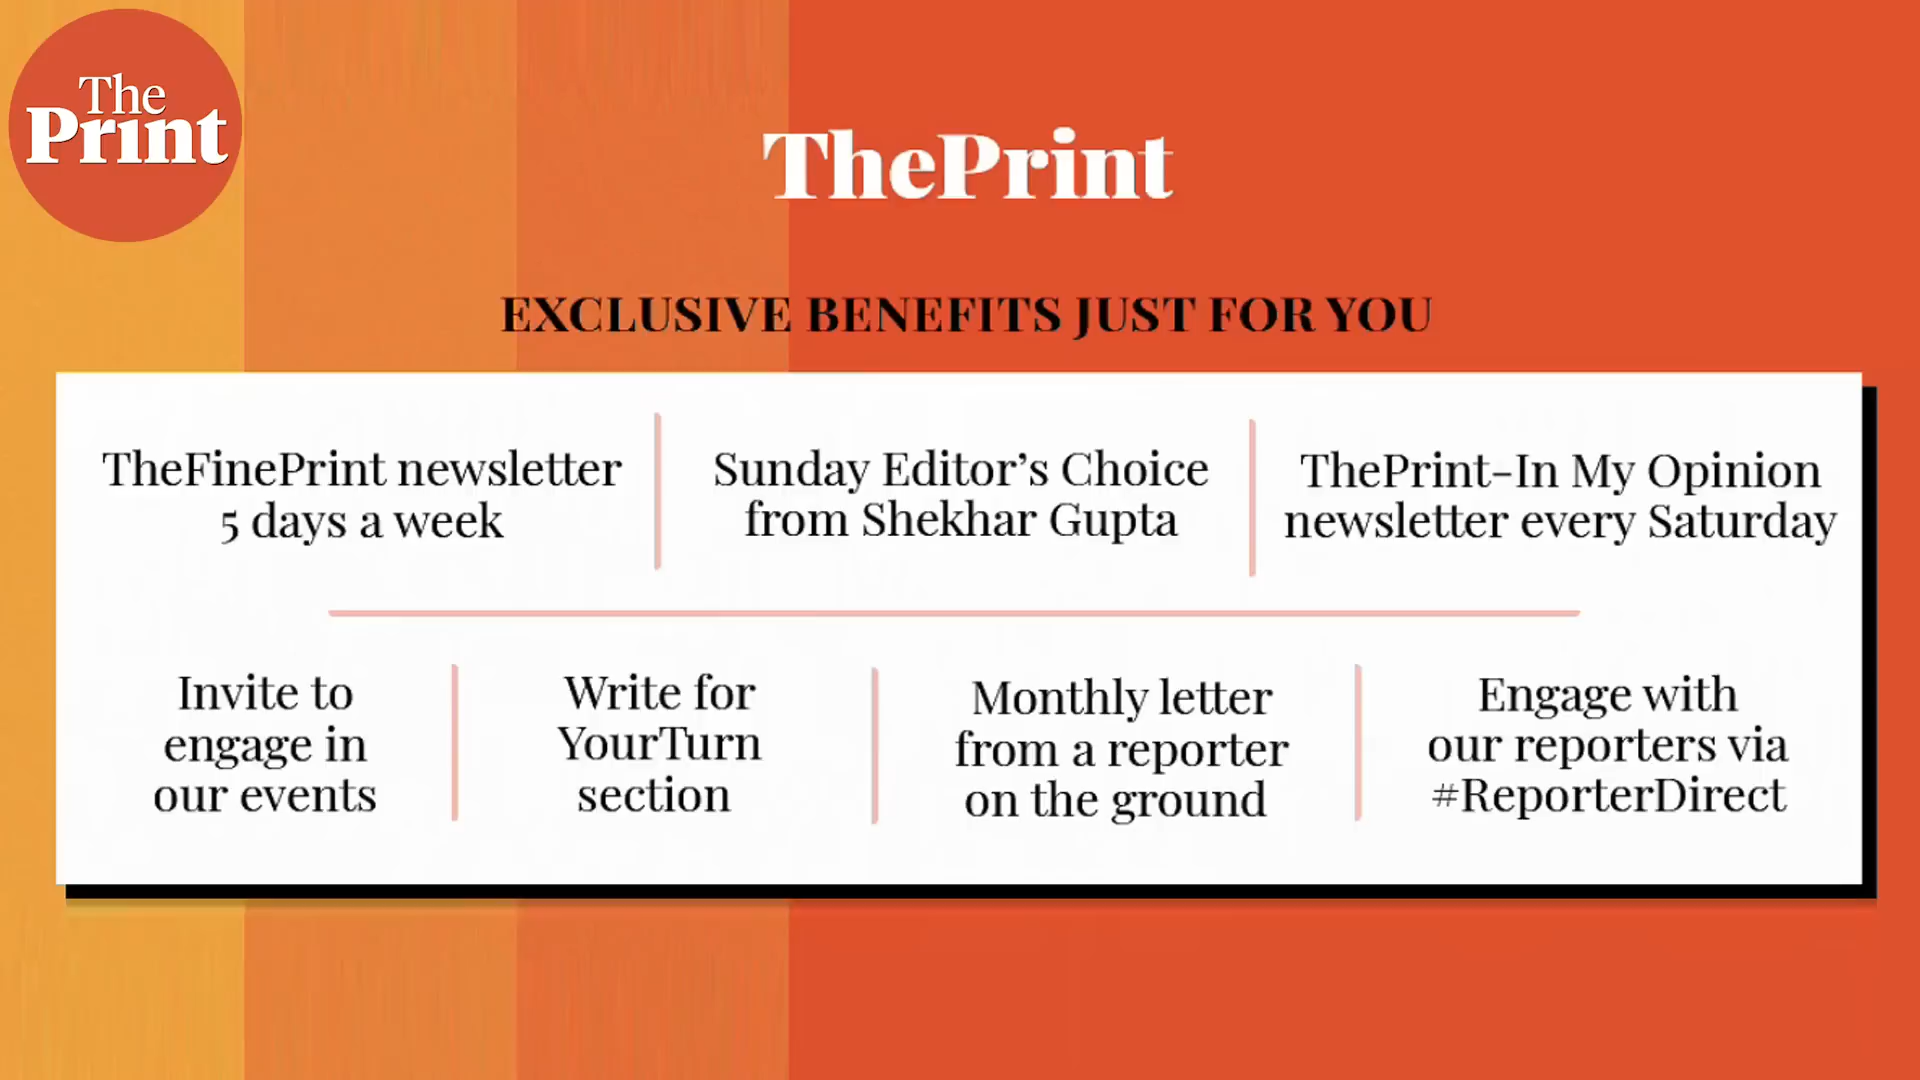 The
Print
ThePrint
EXCLUSIVE BENEFITS JUST FOR YOU
TheFinePrint newsletter
5 days a week
Sunday Editor’s Choice
from Shekhar Gupta
ThePrint-In My Opinion
newsletter every Saturday
Invite to
engage in
our events
Write for
YourTurn
section
Monthly letter
from a reporter
on the ground
Engage with
our reporters via
#ReporterDirect